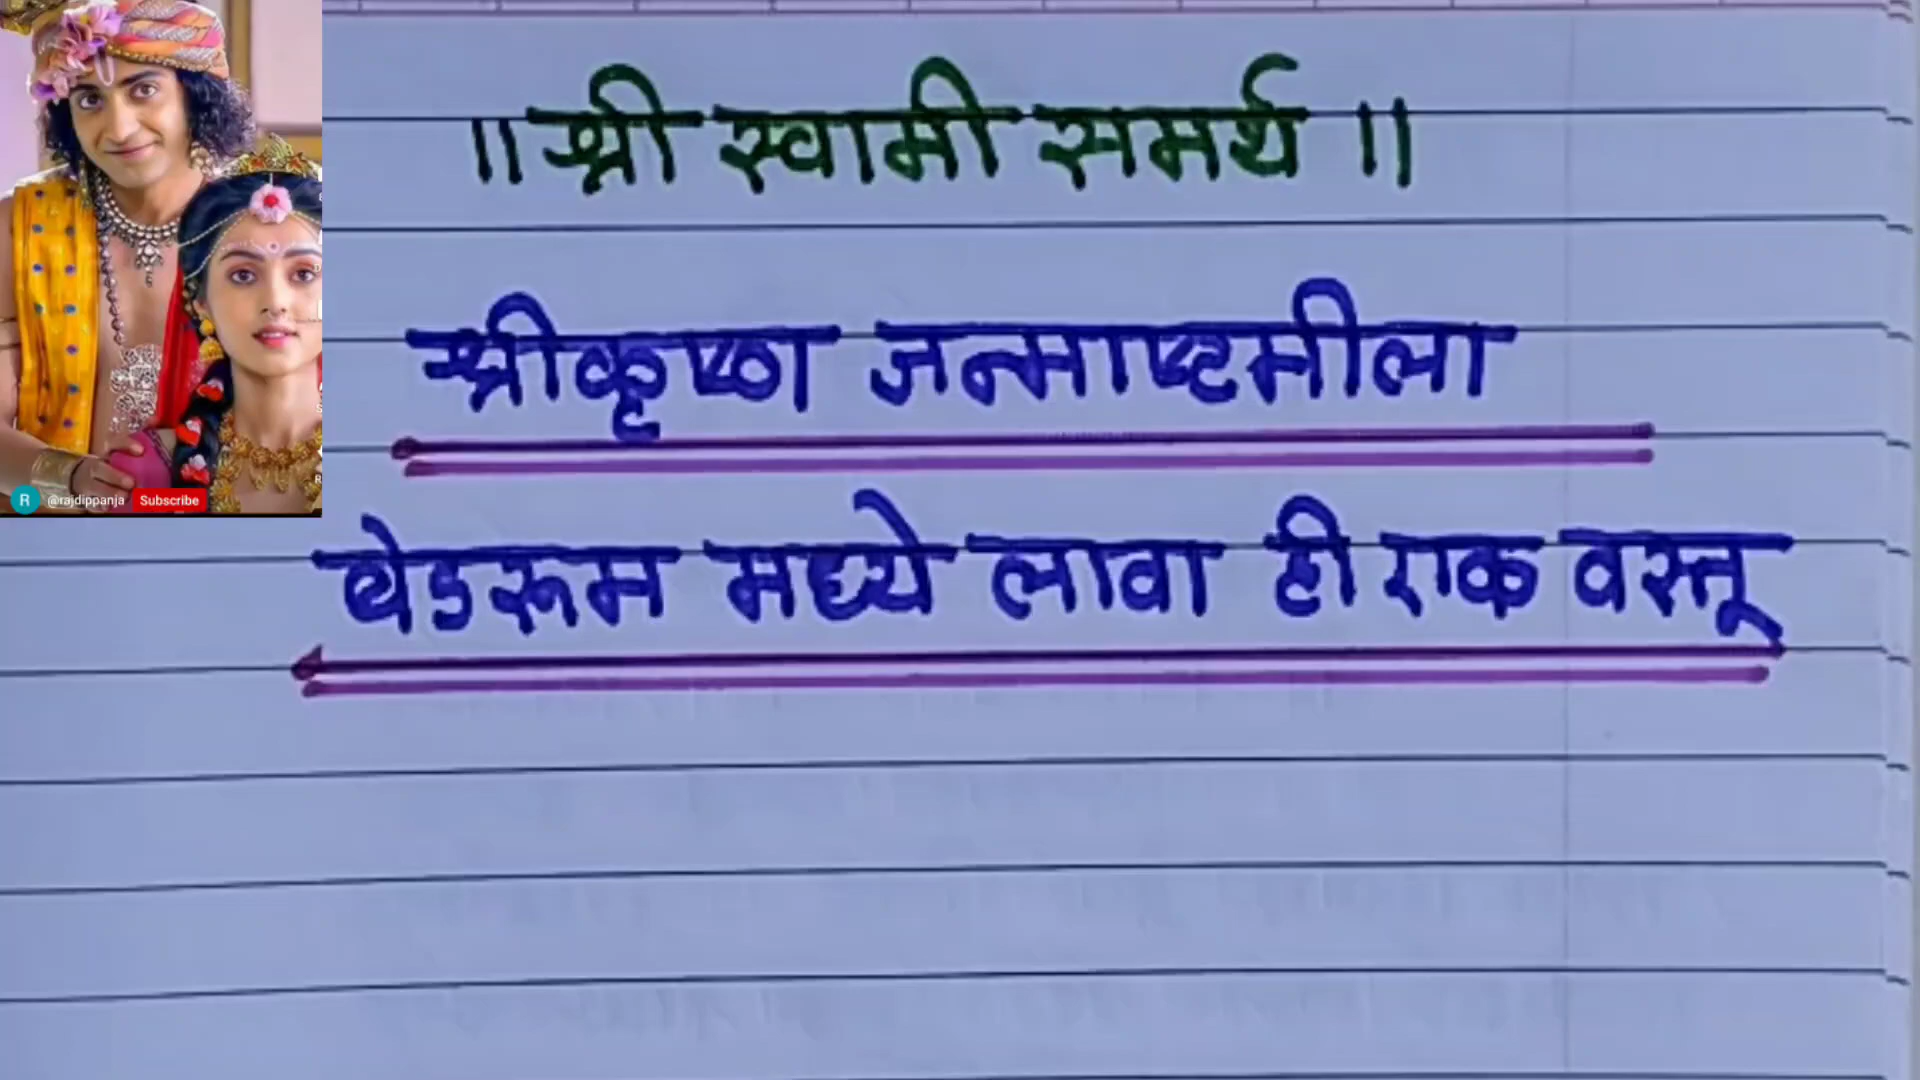 ॥ श्री स्वामी समर्थ ॥
श्रीकृष्ण जन्माष्टमीला
बेडरूम मध्ये लावा ही एक वस्तू
R @rajdippanja Subscribe